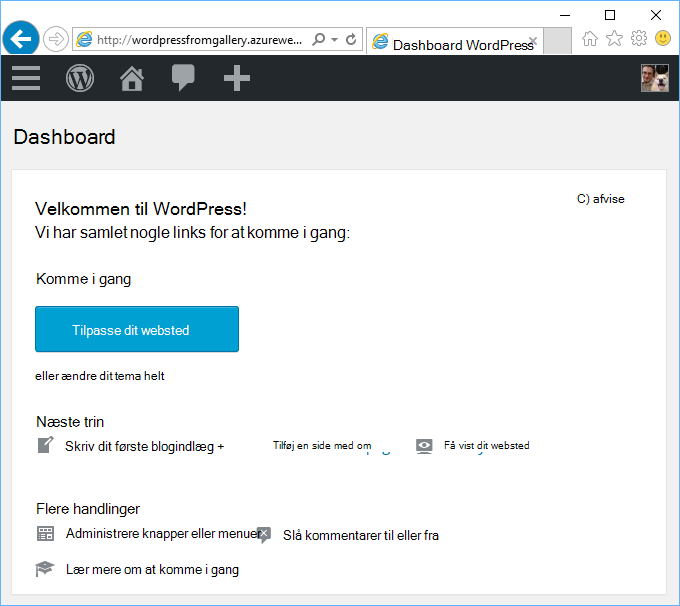 http://wordpressfromgallery.azurewe...
Dashboard WordPress
Dashboard
C) afvise
Velkommen til WordPress!
Vi har samlet nogle links for at komme i gang:
Komme i gang
Tilpasse dit websted
eller ændre dit tema helt
Næste trin
Skriv dit første blogindlæg +
Tilføj en side med om
Få vist dit websted
Flere handlinger
Administrere knapper eller menuer
Slå kommentarer til eller fra
Lær mere om at komme i gang